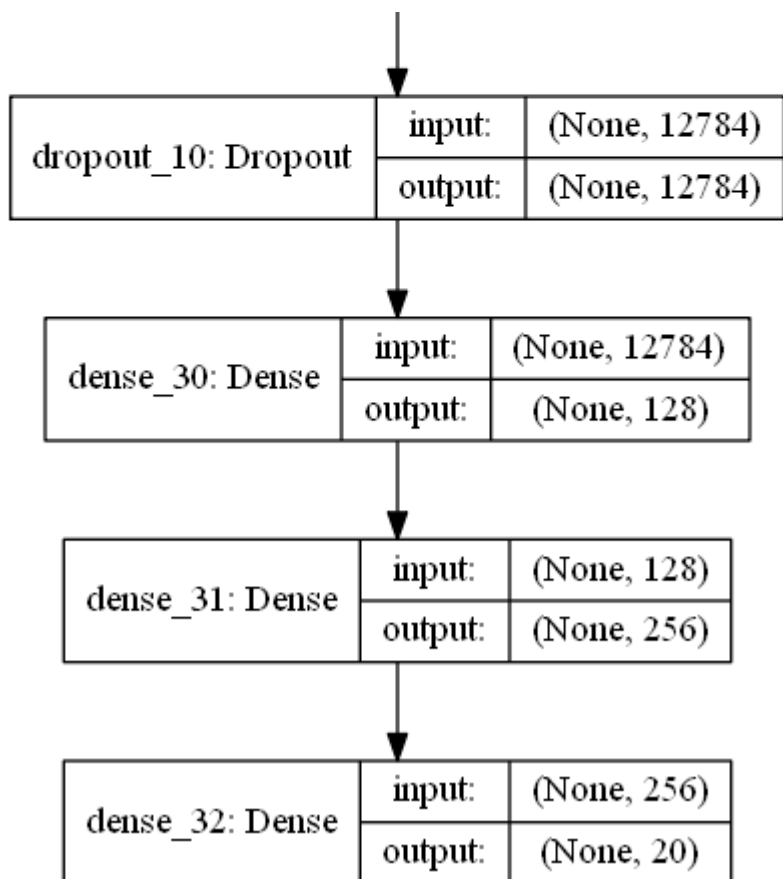 dropout_10: Dropout
input: (None, 12784)
output: (None, 12784)
dense_30: Dense
input: (None, 12784)
output: (None, 128)
dense_31: Dense
input: (None, 128)
output: (None, 256)
dense_32: Dense
input: (None, 256)
output: (None, 20)